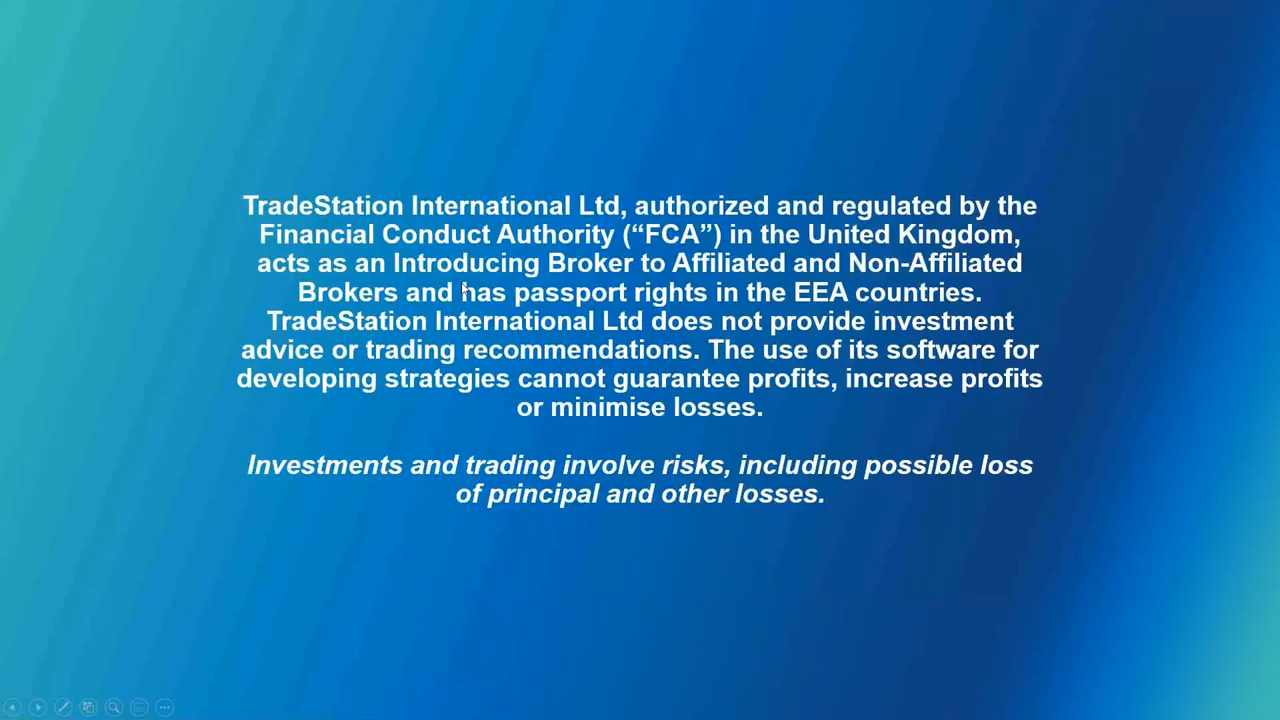 TradeStation International Ltd, authorized and regulated by the
Financial Conduct Authority (“FCA”) in the United Kingdom,
acts as an Introducing Broker to Affiliated and Non-Affiliated
Brokers and has passport rights in the EEA countries.
TradeStation International Ltd does not provide investment
advice or trading recommendations. The use of its software for
developing strategies cannot guarantee profits, increase profits
or minimise losses.
Investments and trading involve risks, including possible loss
of principal and other losses.